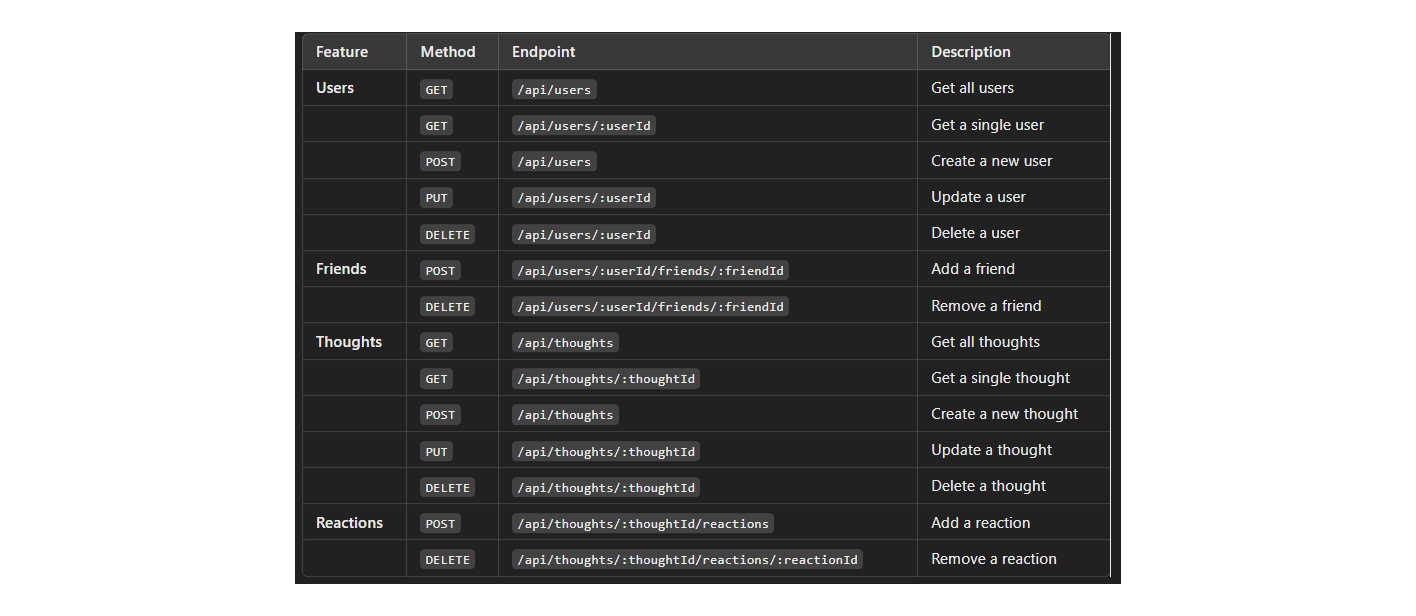 Feature Method Endpoint Description
Users GET /api/users Get all users
GET /api/users/:userId Get a single user
POST /api/users Create a new user
PUT /api/users/:userId Update a user
DELETE /api/users/:userId Delete a user
Friends POST /api/users/:userId/friends/:friendId Add a friend
DELETE /api/users/:userId/friends/:friendId Remove a friend
Thoughts GET /api/thoughts Get all thoughts
GET /api/thoughts/:thoughtId Get a single thought
POST /api/thoughts Create a new thought
PUT /api/thoughts/:thoughtId Update a thought
DELETE /api/thoughts/:thoughtId Delete a thought
Reactions POST /api/thoughts/:thoughtId/reactions Add a reaction
DELETE /api/thoughts/:thoughtId/reactions/:reactionId Remove a reaction